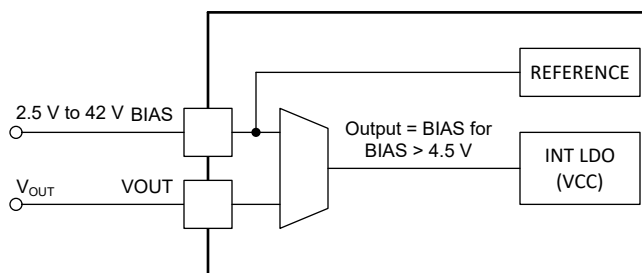 REFERENCE
2.5 V to 42 V BIAS
Output = BIAS for
BIAS > 4.5 V
INT LDO
(VCC)
VOUT VOUT